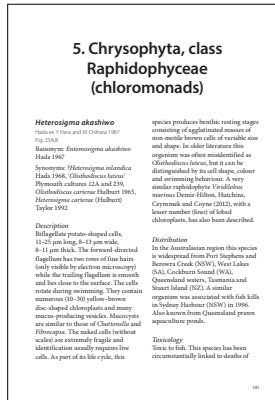 5. Chrysophyta, class
Raphidophyceae
(chloromonads)
Heterosigma akashiwo
Hada ex Y Hara and M Chihara 1987
Fig. 23A,B
Basionym: Entomosigma akashiwo
Hada 1967
Synonyms: ?Heterosigma inlandica
Hada 1968, 'Olisthodiscus luteus'
Plymouth cultures 12A and 239,
Olisthodiscus carterae Hulburt 1965,
Heterosigma carterae (Hulburt)
Taylor 1992
Description
Biflagellate potato-shaped cells,
11–25 µm long, 8–13 µm wide,
8–11 µm thick. The forward-directed
flagellum has two rows of fine hairs
(only visible by electron microscopy)
while the trailing flagellum is smooth
and lies close to the surface. The cells
rotate during swimming. They contain
numerous (10–30) yellow–brown
disc-shaped chloroplasts and many
mucus-producing vesicles. Mucocysts
are similar to those of Chattonella and
Fibrocapsa. The naked cells (without
scales) are extremely fragile and
identification usually requires live
cells. As part of its life cycle, this
species produces benthic resting stages
consisting of agglutinated masses of
non-motile brown cells of variable size
and shape. In older literature this
organism was often misidentified as
Olisthodiscus luteus, but it can be
distinguished by its cell shape, colour
and swimming behaviour. A very
similar raphidophyte Viridilobus
marinus Demir-Hilton, Hutchins,
Czymmek and Coyne (2012), with a
lesser number (four) of lobed
chloroplasts, has also been described.
Distribution
In the Australasian region this species
is widespread from Port Stephens and
Berowra Creek (NSW), West Lakes
(SA), Cockburn Sound (WA),
Queensland waters, Tasmania and
Stuart Island (NZ). A similar
organism was associated with fish kills
in Sydney Harbour (NSW) in 1996.
Also known from Queensland prawn
aquaculture ponds.
Toxicology
Toxic to fish. This species has been
circumstantially linked to deaths of